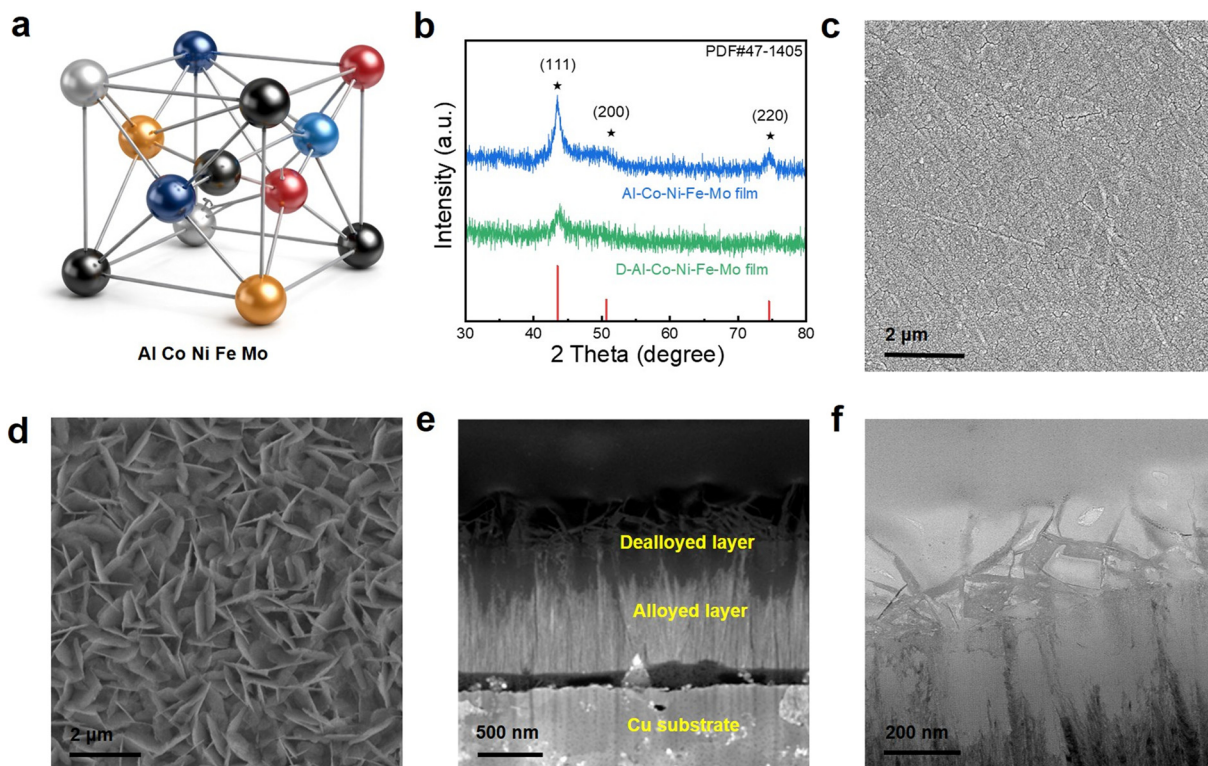 a
Al Co Ni Fe Mo
b
PDF#47-1405
(111)
(200)
(220)
Al-Co-Ni-Fe-Mo film
D-Al-Co-Ni-Fe-Mo film
Intensity (a.u.)
30 40 50 60 70 80
2 Theta (degree)
c
2 μm
d
2 μm
e
Dealloyed layer
Alloyed layer
Cu substrate
500 nm
f
200 nm